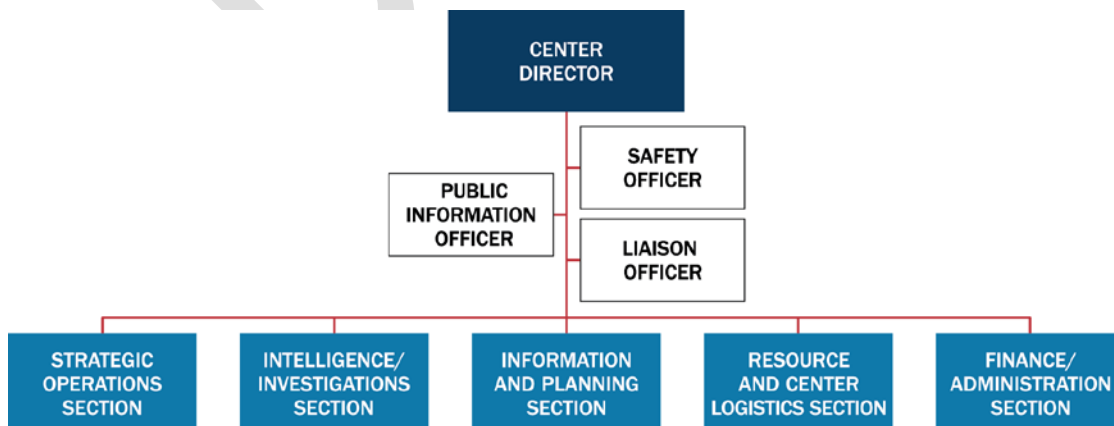 CENTER
DIRECTOR
SAFETY
OFFICER
PUBLIC
INFORMATION
OFFICER
LIAISON
OFFICER
STRATEGIC
OPERATIONS
SECTION
INTELLIGENCE/
INVESTIGATIONS
SECTION
INFORMATION
AND PLANNING
SECTION
RESOURCE
AND CENTER
LOGISTICS SECTION
FINANCE/
ADMINISTRATION
SECTION